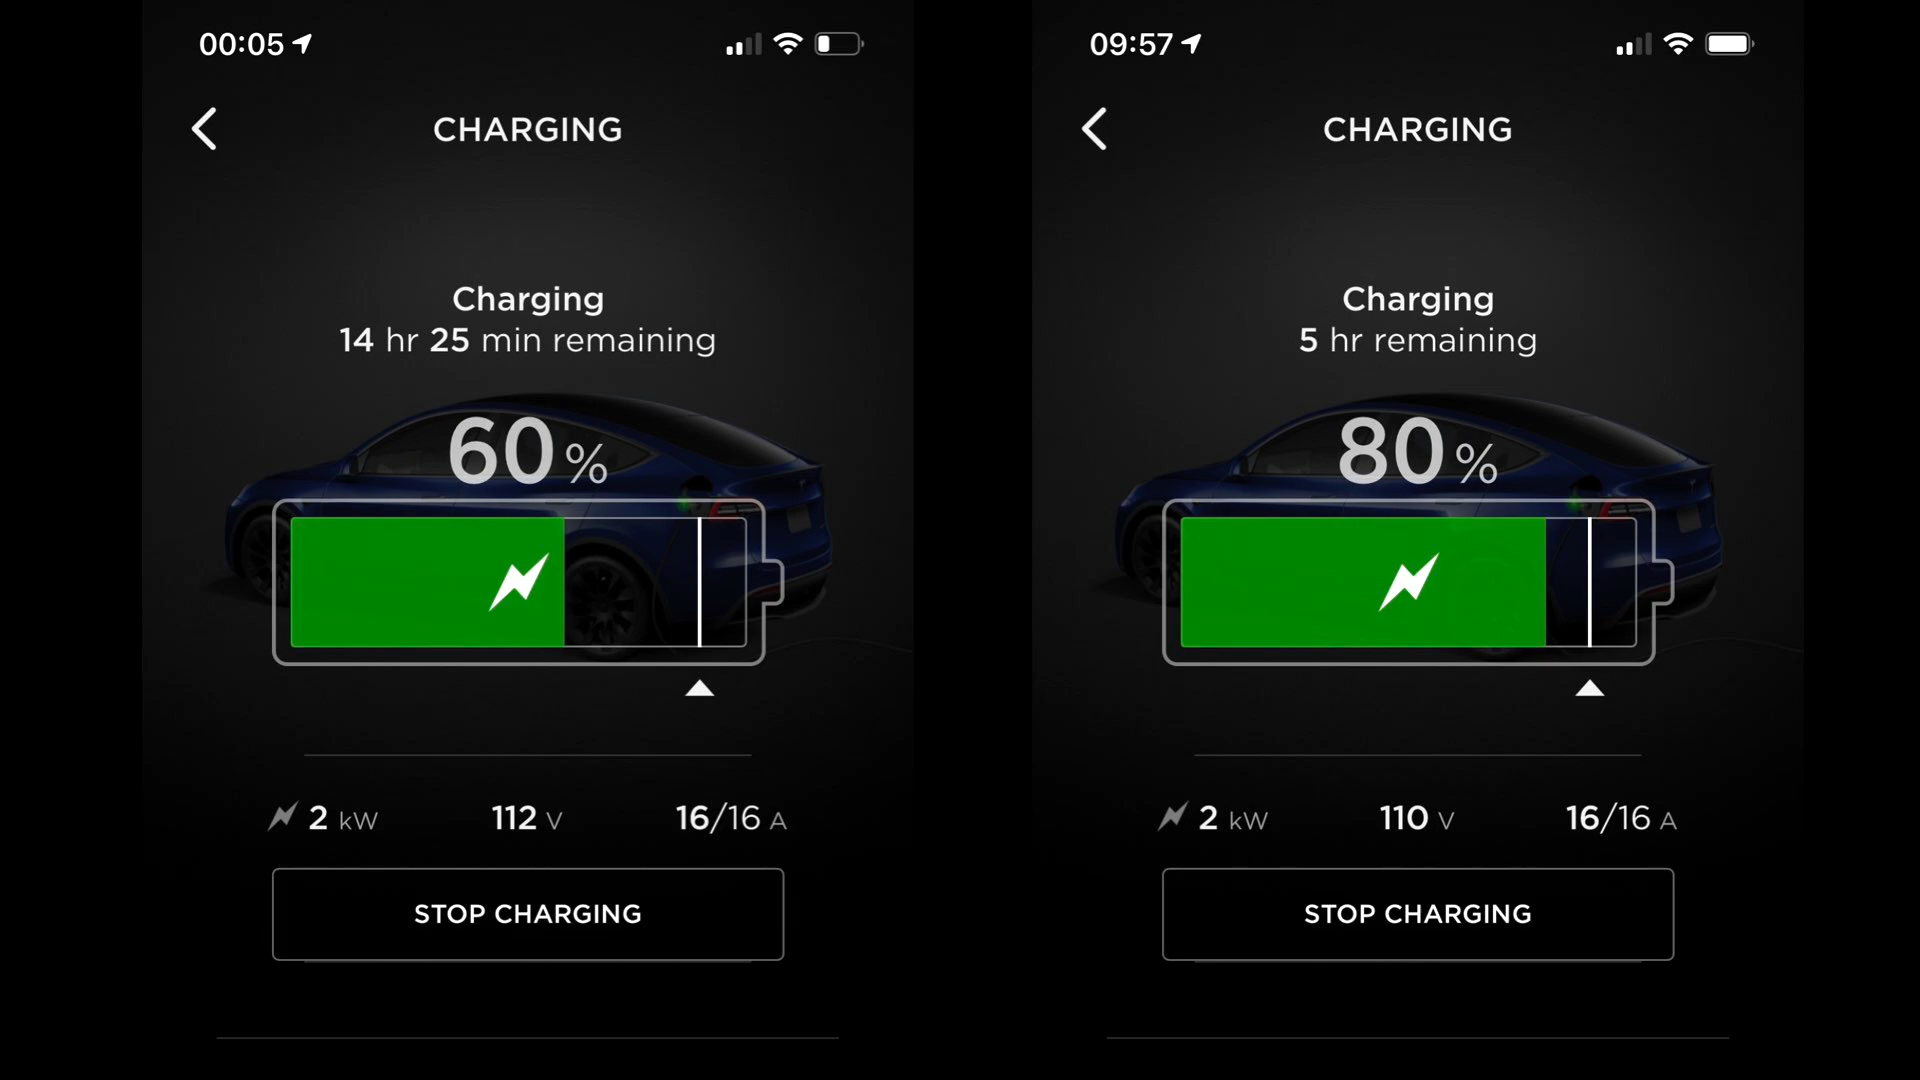 00:05
CHARGING
Charging
14 hr 25 min remaining
60%
2 kW 112 V 16/16 A
STOP CHARGING
09:57
CHARGING
Charging
5 hr remaining
80%
2 kW 110 V 16/16 A
STOP CHARGING